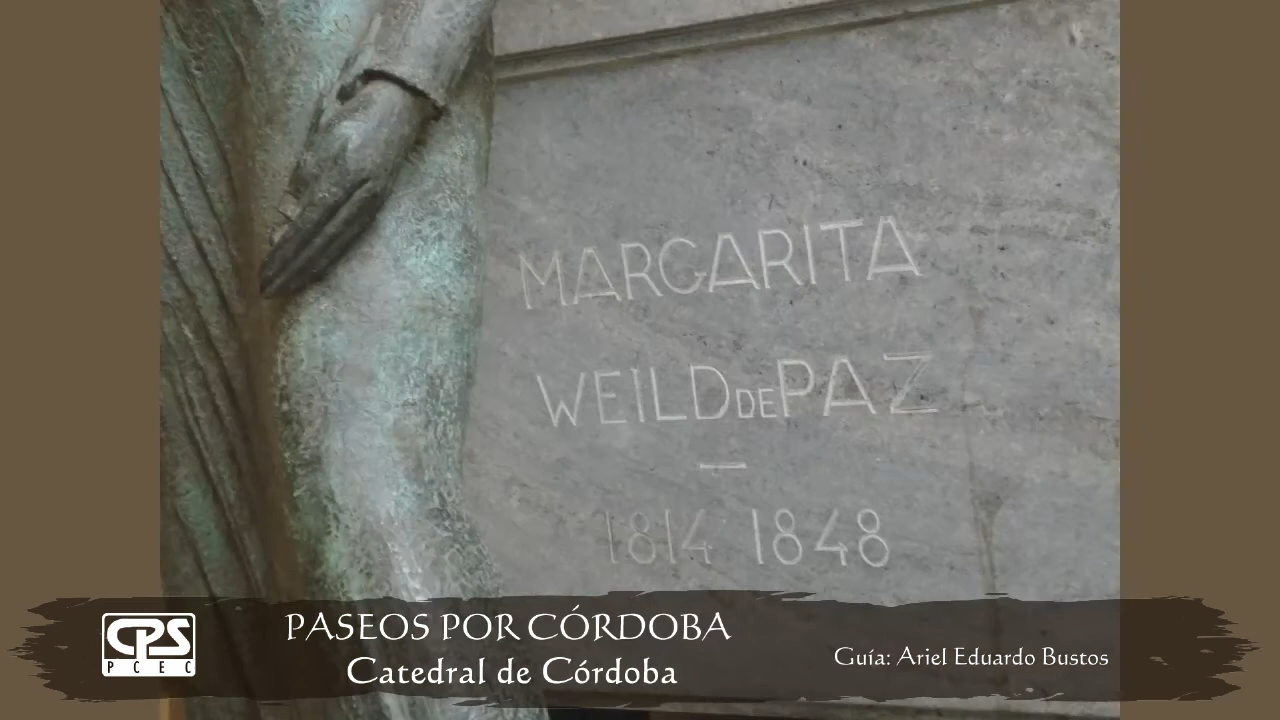 MARGARITA
WEILD DE PAZ
—
1814 1848
CPS
PCEC
PASEOS POR CÓRDOBA
Catedral de Córdoba
Guía: Ariel Eduardo Bustos